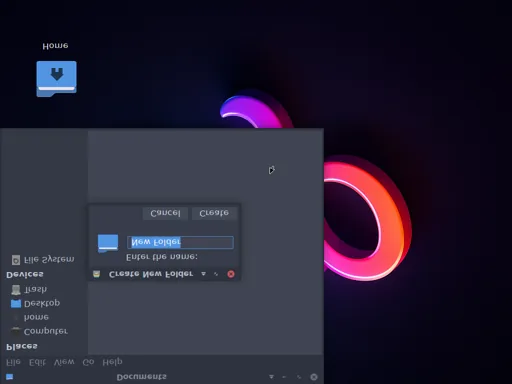 Home
Documents
File Edit View Go Help
Places
Computer
home
Desktop
Trash
Devices
File System
Create New Folder
Enter the name:
New Folder
Cancel Create